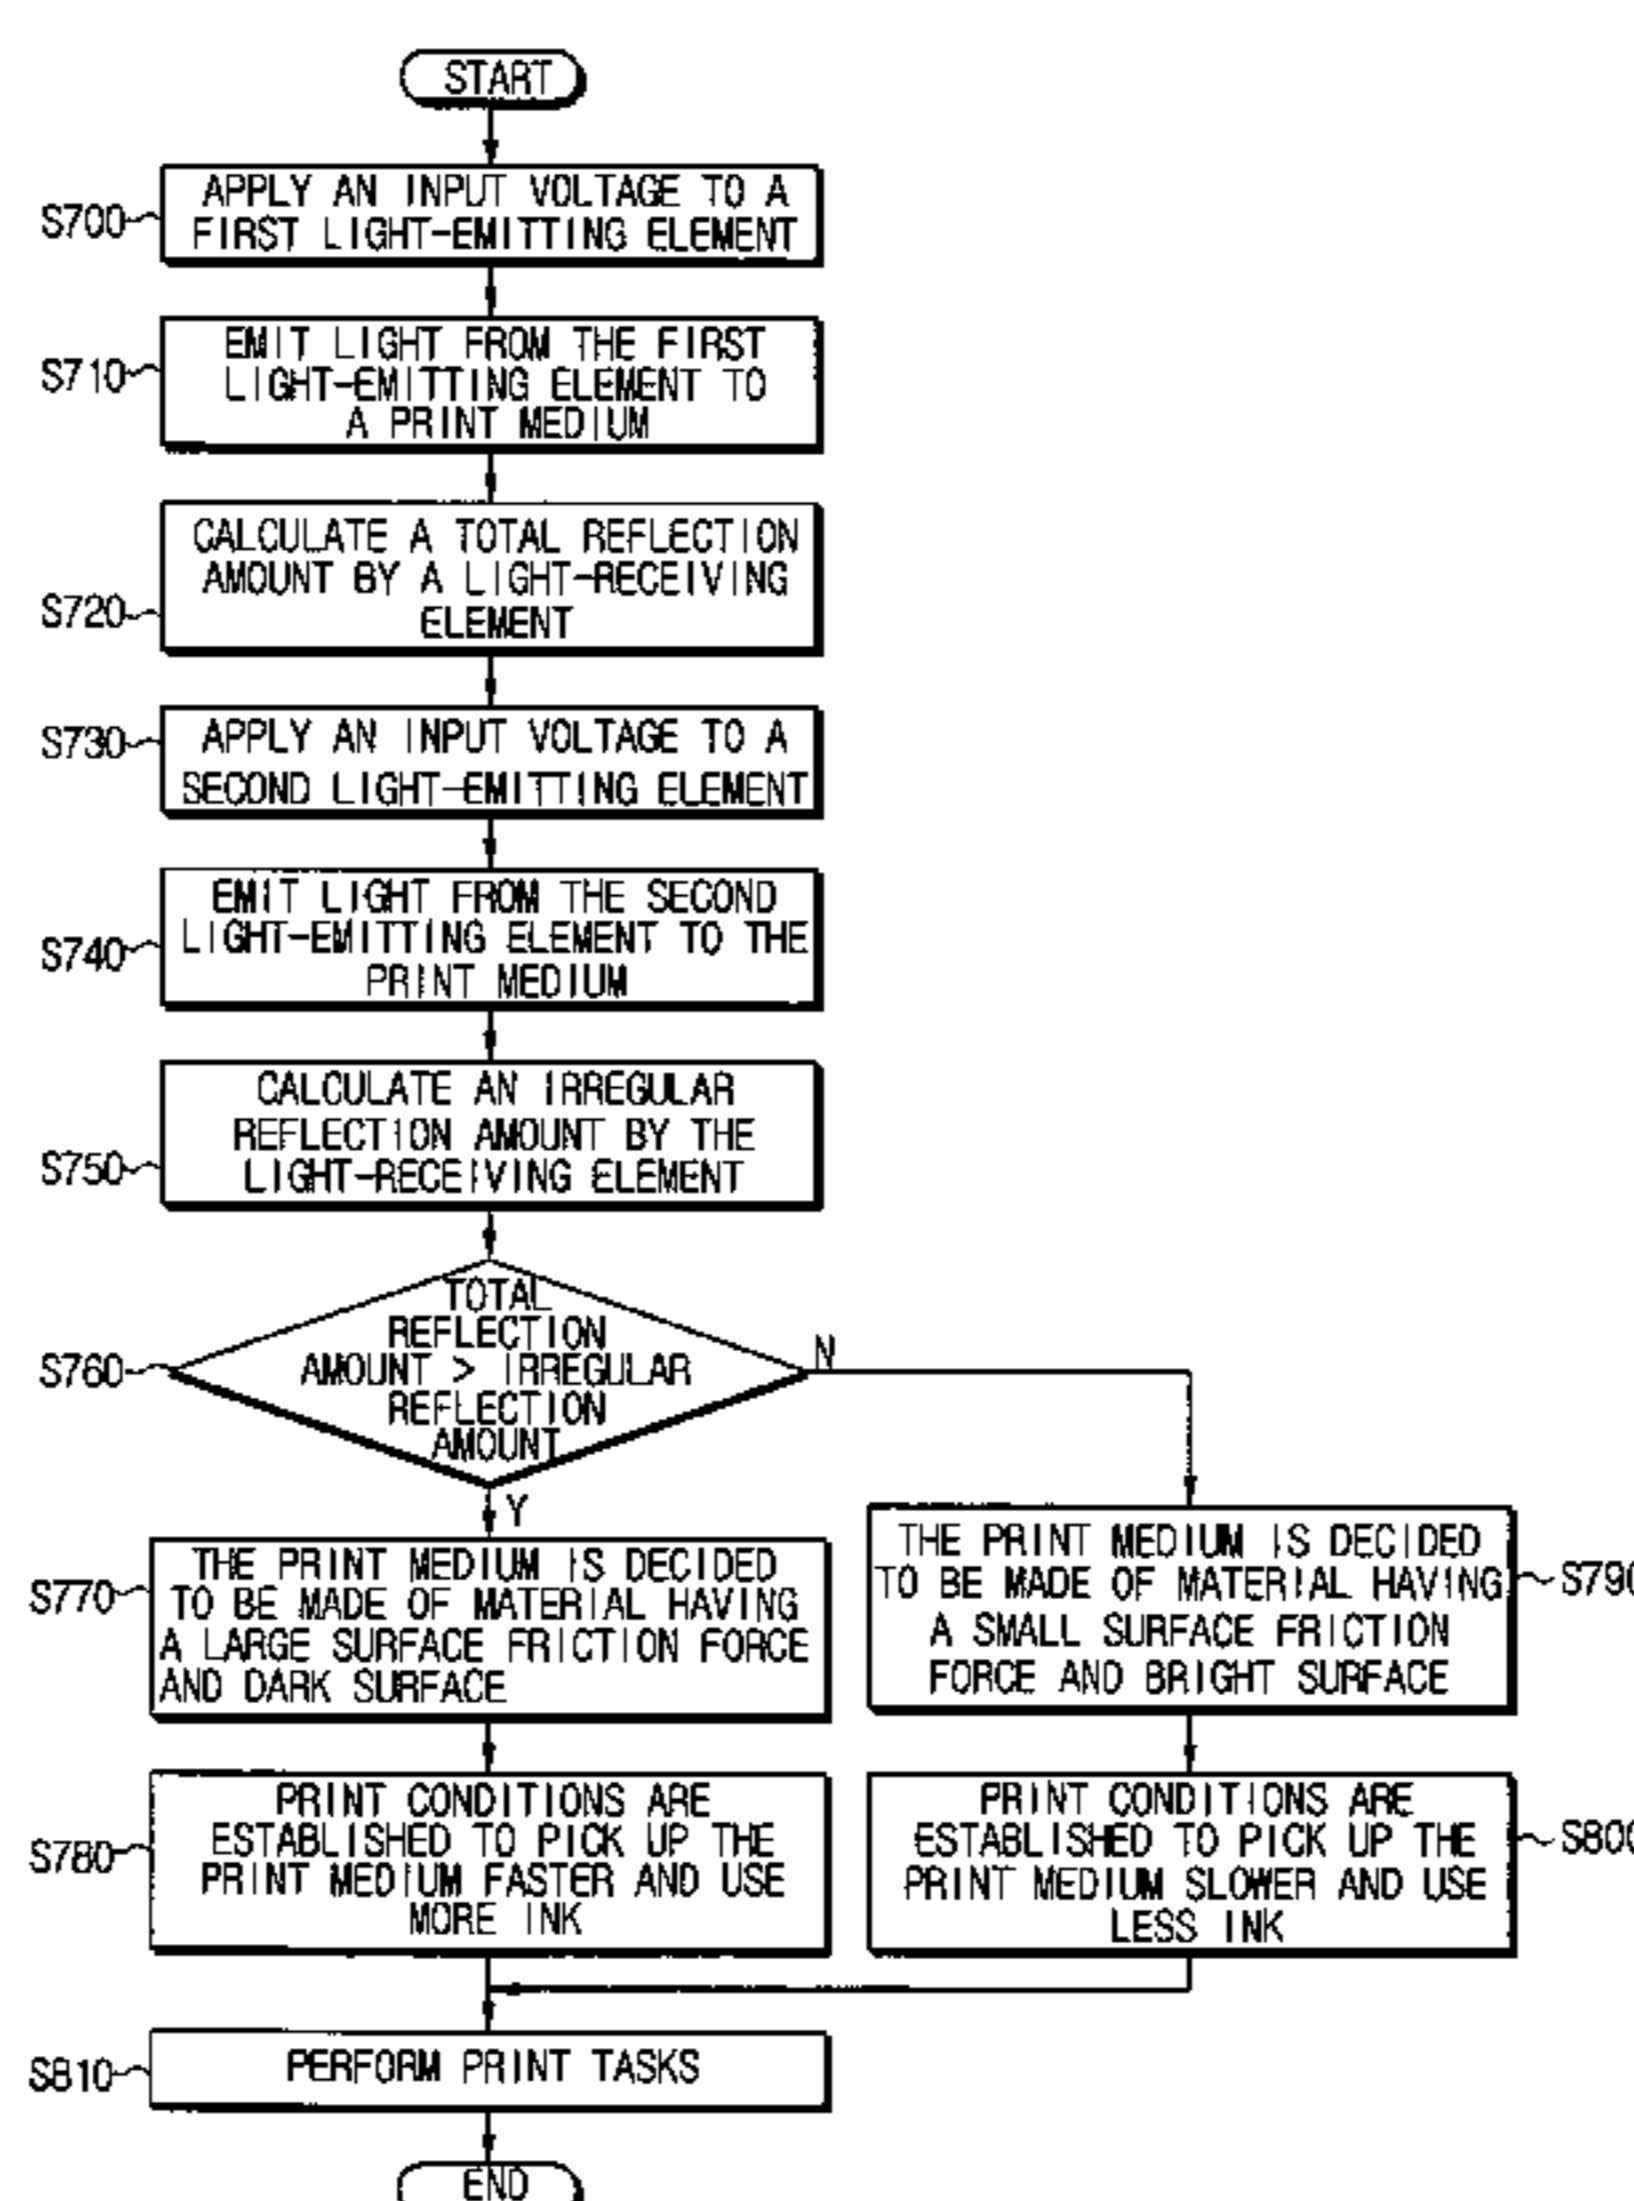 START
S700
APPLY AN INPUT VOLTAGE TO A
FIRST LIGHT-EMITTING ELEMENT
S710
EMIT LIGHT FROM THE FIRST
LIGHT-EMITTING ELEMENT TO
A PRINT MEDIUM
S720
CALCULATE A TOTAL REFLECTION
AMOUNT BY A LIGHT-RECEIVING
ELEMENT
S730
APPLY AN INPUT VOLTAGE TO A
SECOND LIGHT-EMITTING ELEMENT
S740
EMIT LIGHT FROM THE SECOND
LIGHT-EMITTING ELEMENT TO THE
PRINT MEDIUM
S750
CALCULATE AN IRREGULAR
REFLECTION AMOUNT BY THE
LIGHT-RECEIVING ELEMENT
S760
TOTAL
REFLECTION
AMOUNT > IRREGULAR
REFLECTION
AMOUNT
N
Y
S770
THE PRINT MEDIUM IS DECIDED
TO BE MADE OF MATERIAL HAVING
A LARGE SURFACE FRICTION FORCE
AND DARK SURFACE
THE PRINT MEDIUM IS DECIDED
TO BE MADE OF MATERIAL HAVING
A SMALL SURFACE FRICTION
FORCE AND BRIGHT SURFACE
S790
S780
PRINT CONDITIONS ARE
ESTABLISHED TO PICK UP THE
PRINT MEDIUM FASTER AND USE
MORE INK
PRINT CONDITIONS ARE
ESTABLISHED TO PICK UP THE
PRINT MEDIUM SLOWER AND USE
LESS INK
S800
S810
PERFORM PRINT TASKS
END